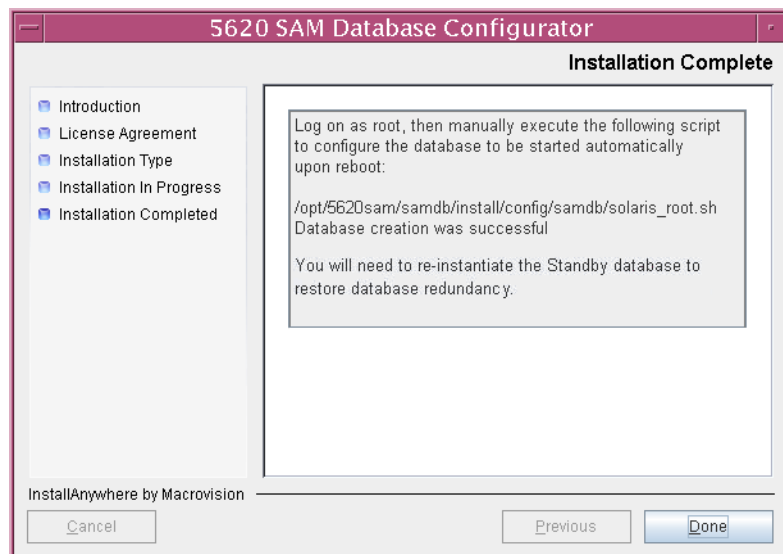 5620 SAM Database Configurator
Installation Complete
Introduction
License Agreement
Installation Type
Installation In Progress
Installation Completed
Log on as root, then manually execute the following script
to configure the database to be started automatically
upon reboot:
/opt/5620sam/samdb/install/config/samdb/solaris_root.sh
Database creation was successful
You will need to re-instantiate the Standby database to
restore database redundancy.
InstallAnywhere by Macrovision
Cancel
Previous
Done